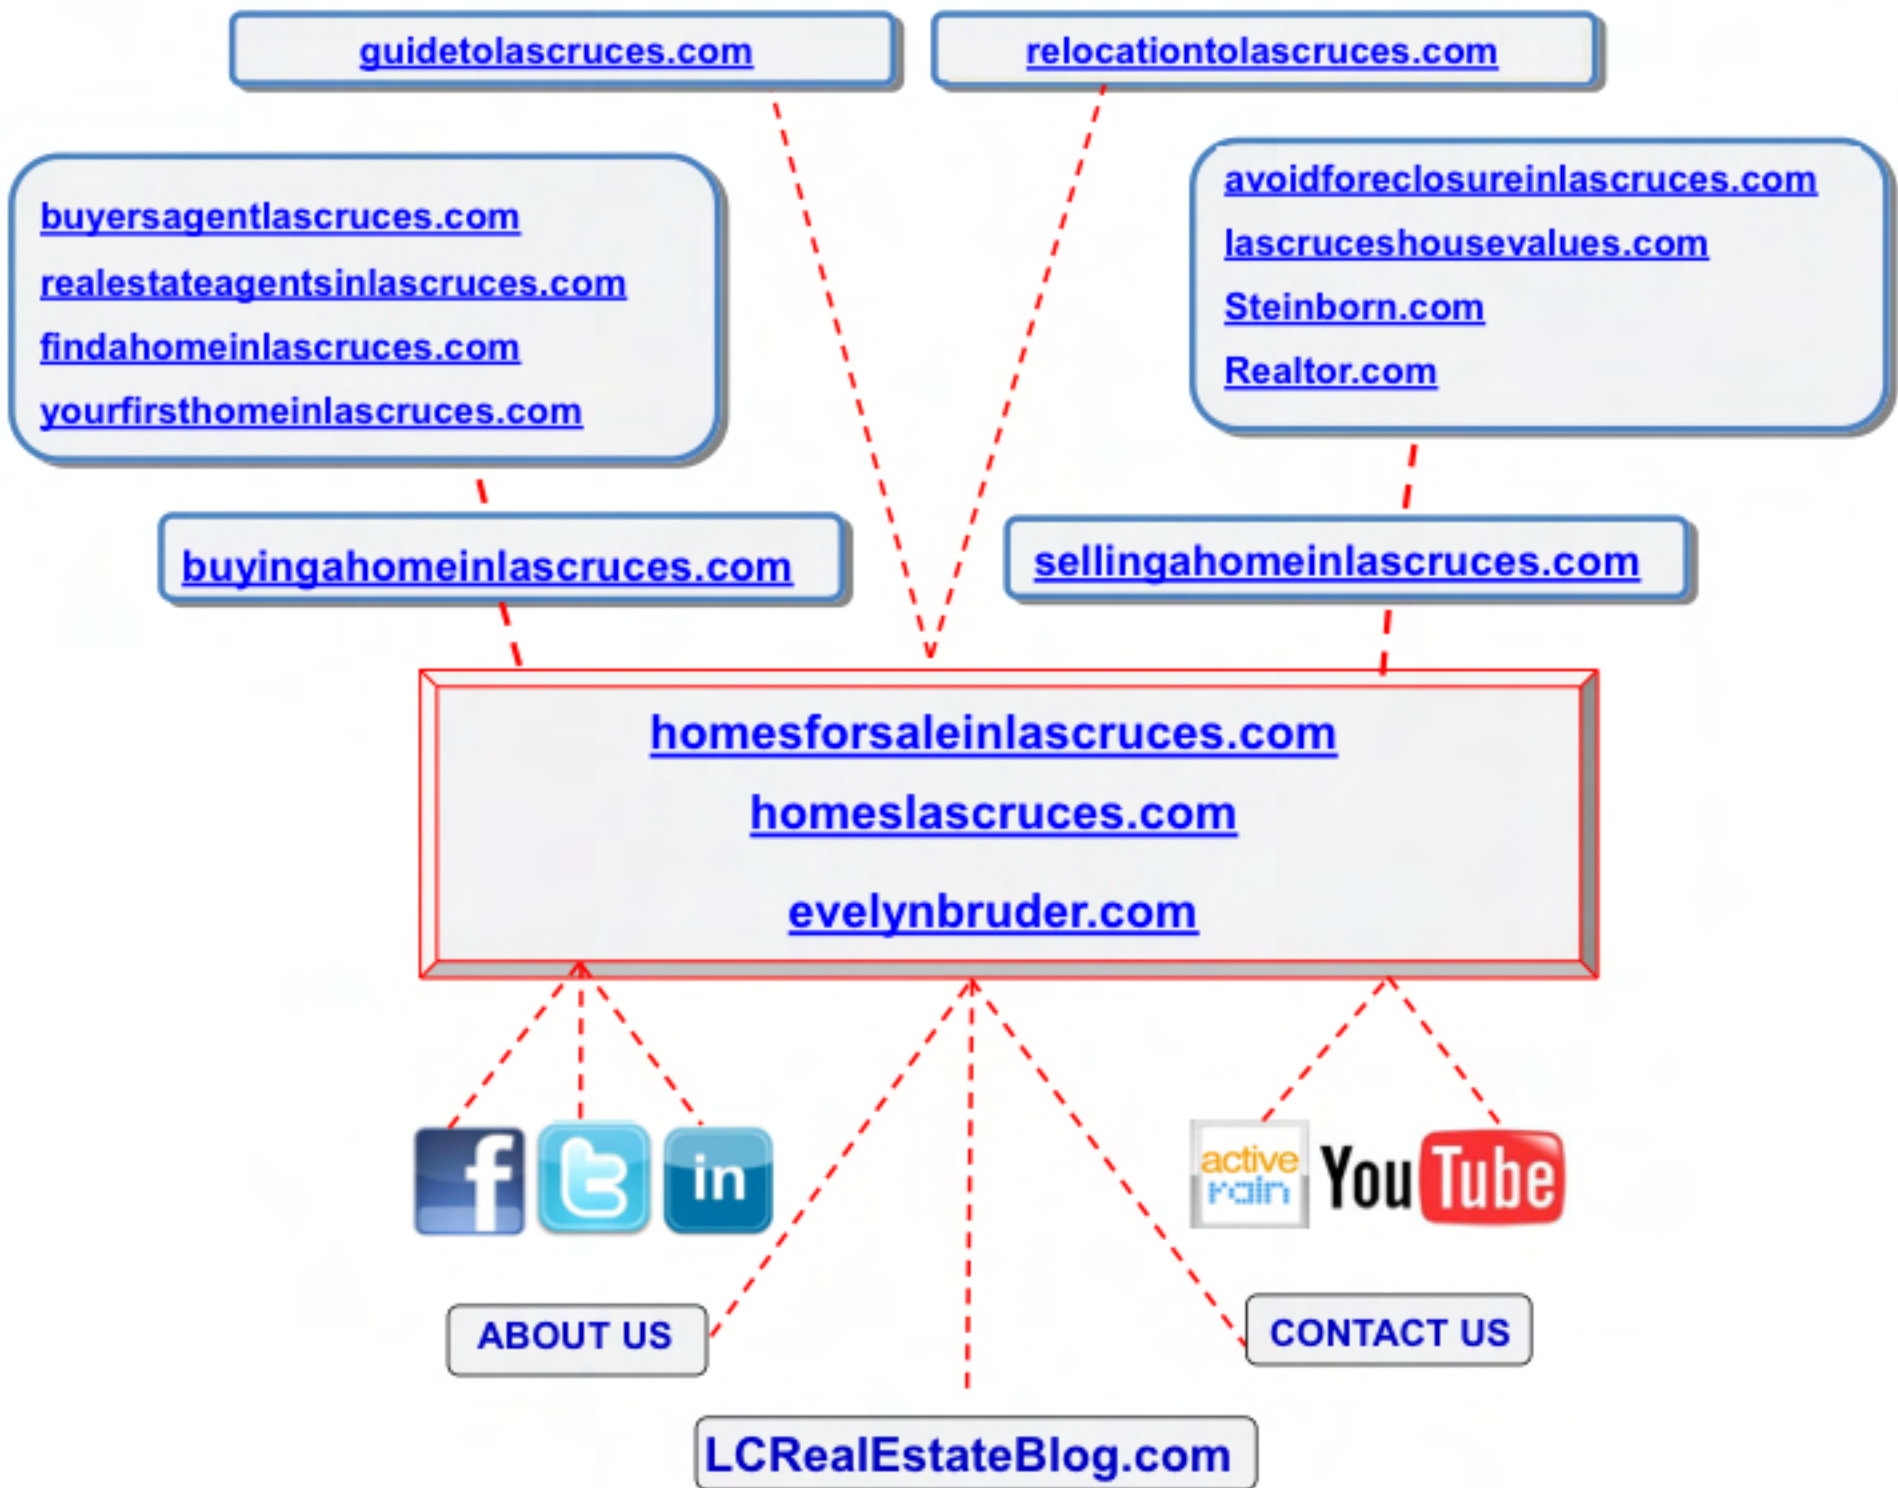 guidetolascruces.com
relocationtolascruces.com
buyersagentlascruces.com
realestateagentsinlascruces.com
findahomeinlascruces.com
yourfirsthomeinlascruces.com
avoidforeclosureinlascruces.com
lascruceshousevalues.com
Steinborn.com
Realtor.com
buyingahomeinlascruces.com
sellingahomeinlascruces.com
homesforsaleinlascruces.com
homeslascruces.com
evelynbruder.com
f
t
in
active
rain
YouTube
ABOUT US
CONTACT US
LCRealEstateBlog.com